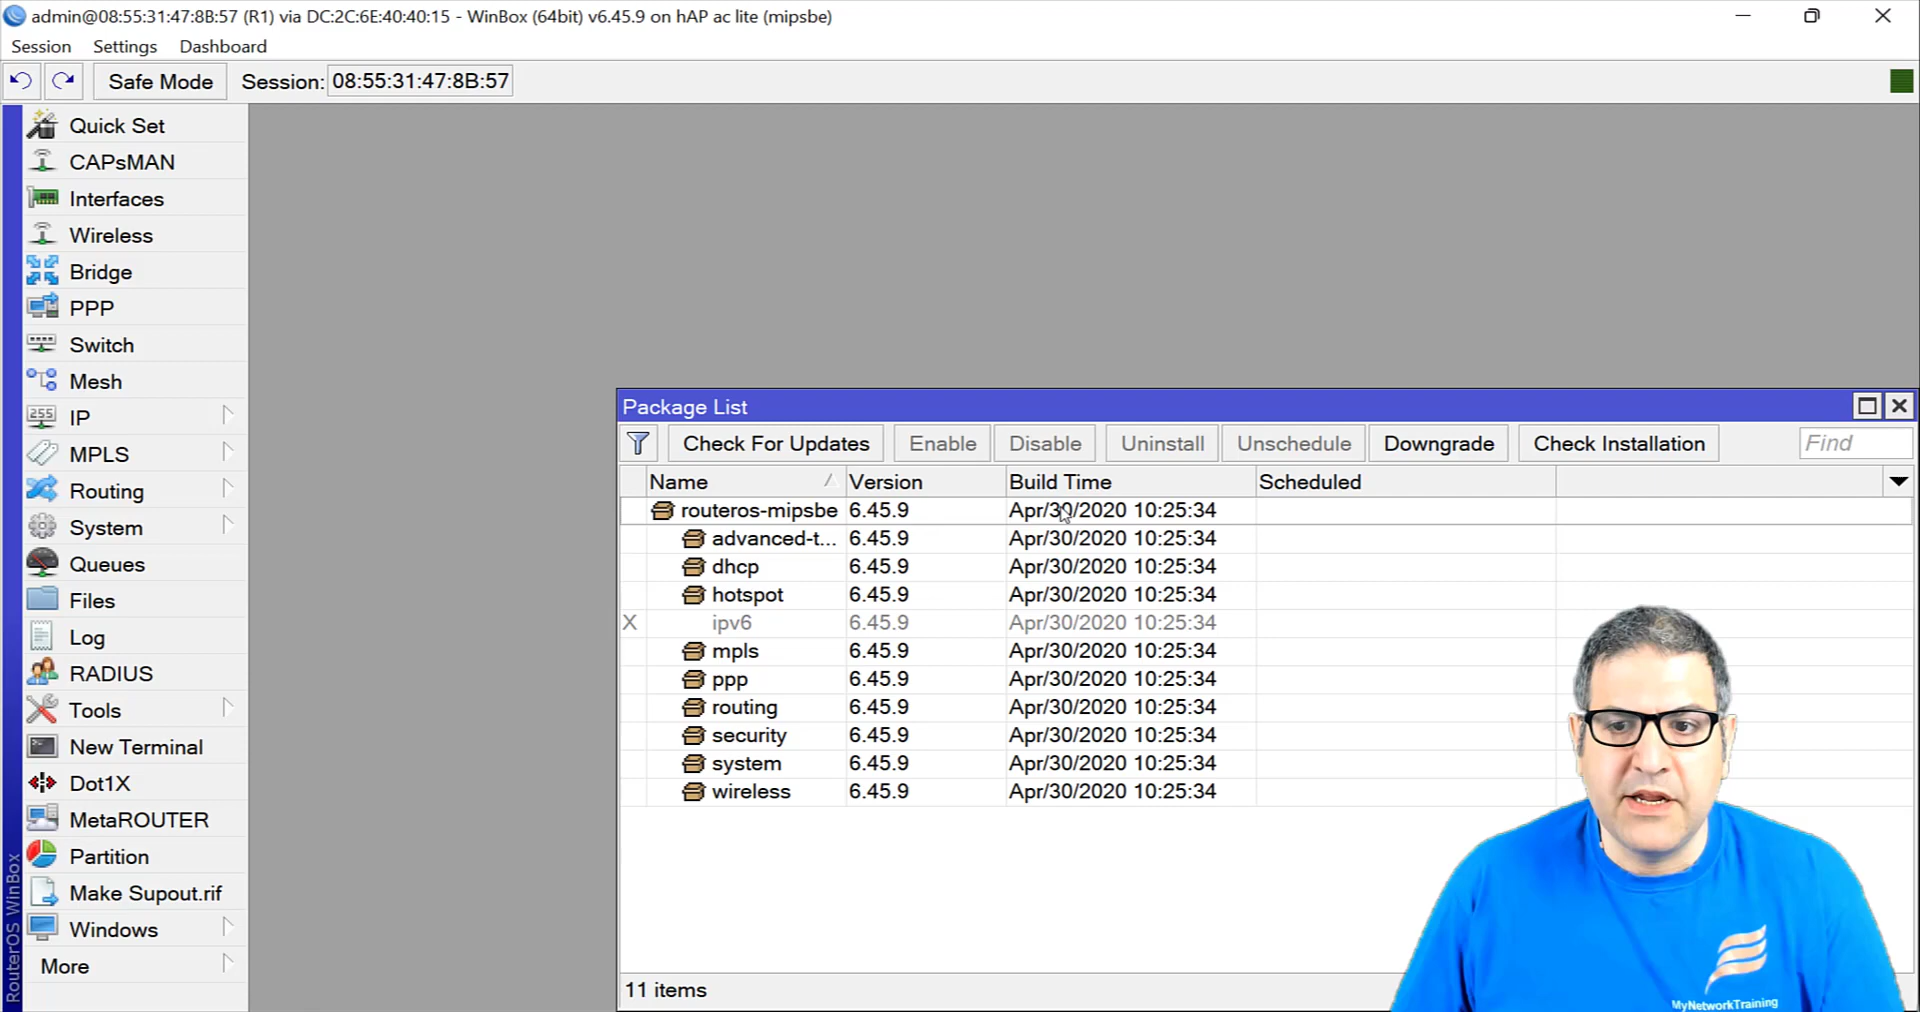 admin@08:55:31:47:8B:57 (R1) via DC:2C:6E:40:40:15 - WinBox (64bit) v6.45.9 on hAP ac lite (mipsbe)
Session Settings Dashboard
Safe Mode Session: 08:55:31:47:8B:57
Quick Set
CAPsMAN
Interfaces
Wireless
Bridge
PPP
Switch
Mesh
IP
MPLS
Routing
System
Queues
Files
Log
RADIUS
Tools
New Terminal
Dot1X
MetaROUTER
Partition
Make Supout.rif
Windows
More
RouterOS WinBox
Package List
Check For Updates Enable Disable Uninstall Unschedule Downgrade Check Installation Find
Name Version Build Time Scheduled
routeros-mipsbe 6.45.9 Apr/30/2020 10:25:34
advanced-t... 6.45.9 Apr/30/2020 10:25:34
dhcp 6.45.9 Apr/30/2020 10:25:34
hotspot 6.45.9 Apr/30/2020 10:25:34
X ipv6 6.45.9 Apr/30/2020 10:25:34
mpls 6.45.9 Apr/30/2020 10:25:34
ppp 6.45.9 Apr/30/2020 10:25:34
routing 6.45.9 Apr/30/2020 10:25:34
security 6.45.9 Apr/30/2020 10:25:34
system 6.45.9 Apr/30/2020 10:25:34
wireless 6.45.9 Apr/30/2020 10:25:34
11 items
MyNetworkTraining